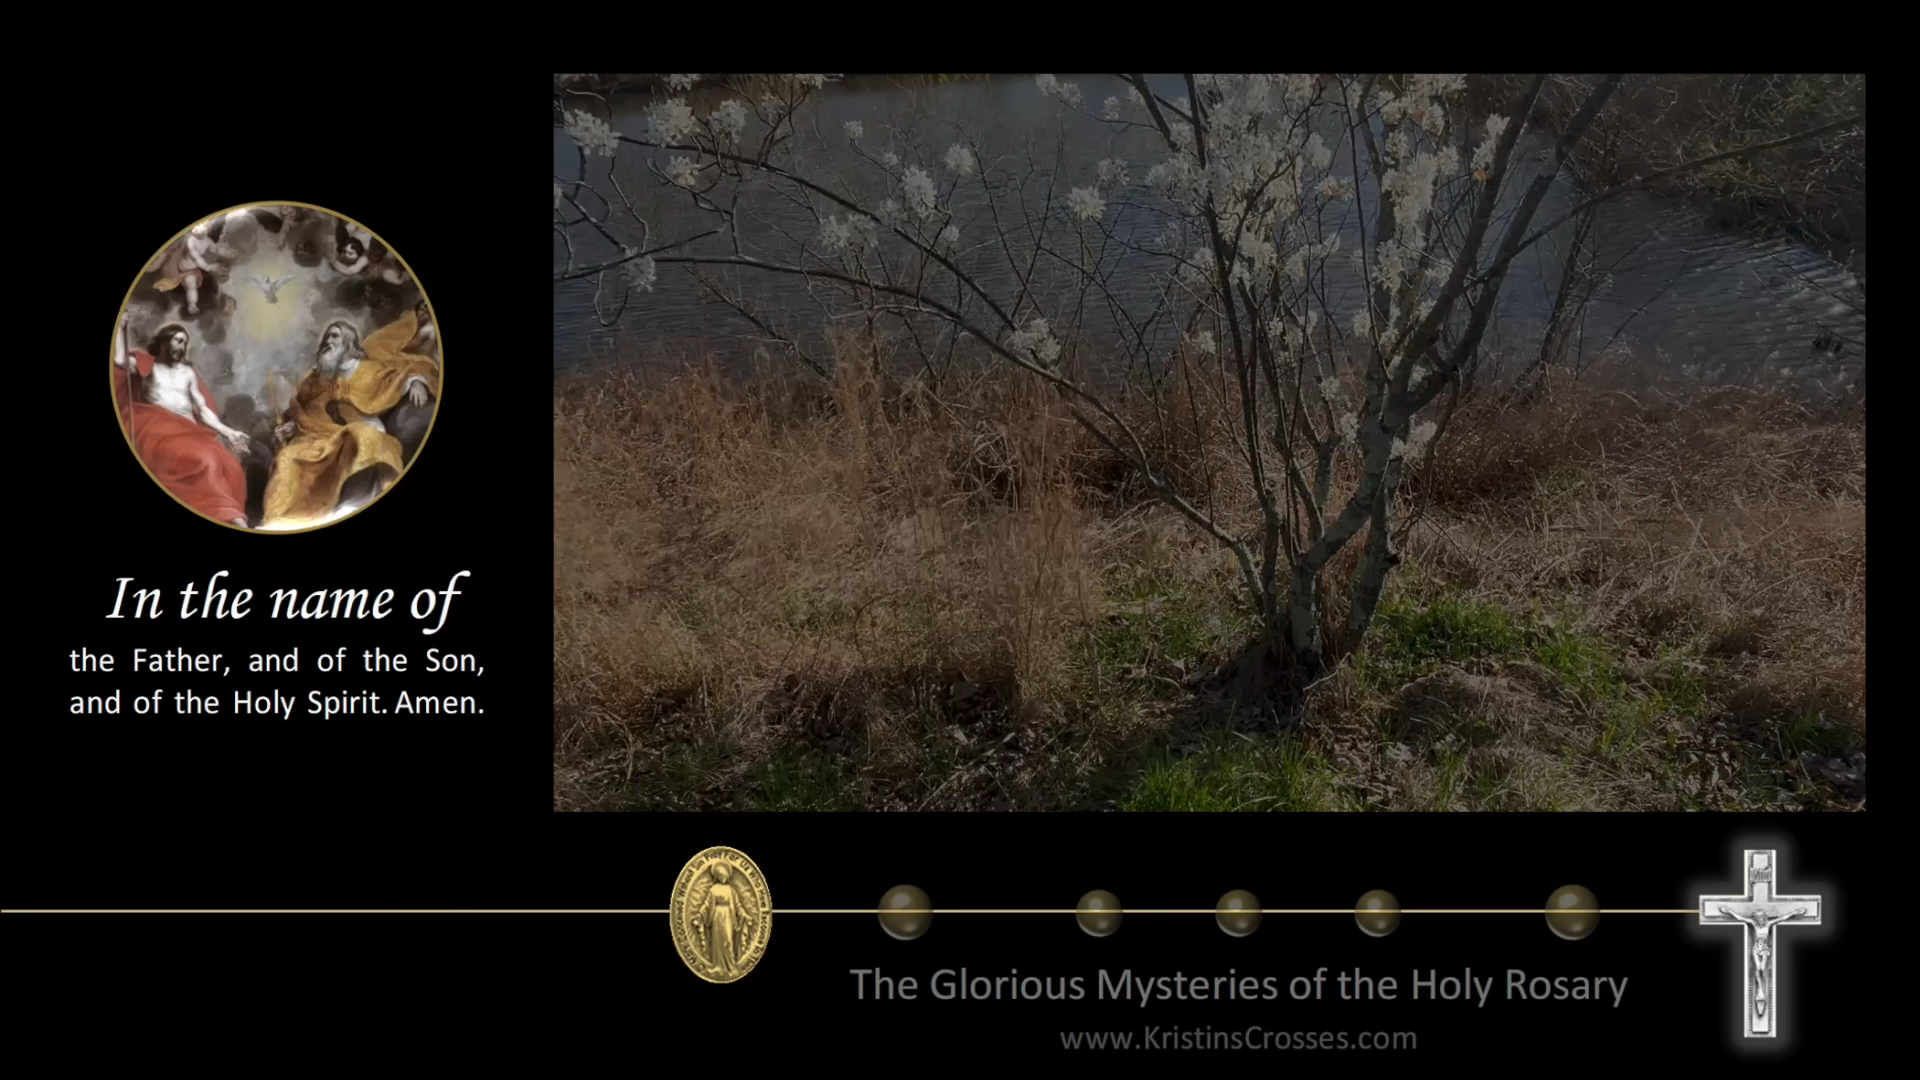 In the name of
the Father, and of the Son,
and of the Holy Spirit. Amen.
The Glorious Mysteries of the Holy Rosary
www.KristinsCrosses.com